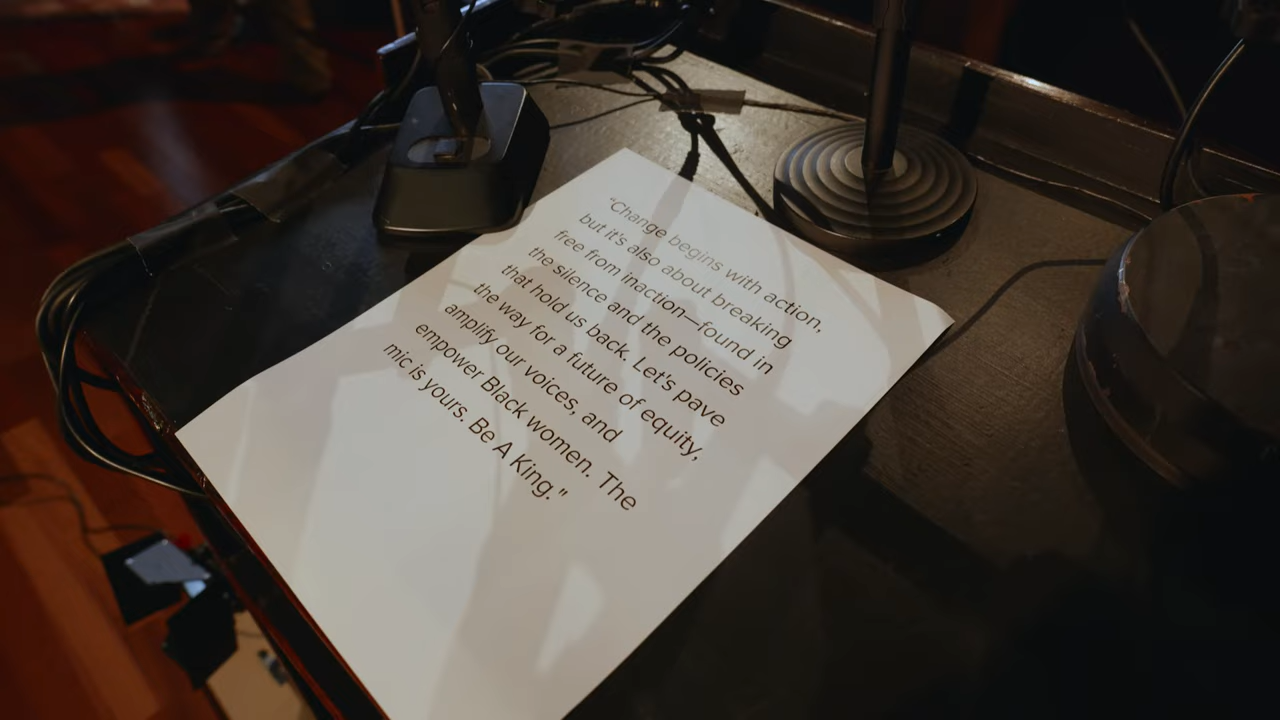 “Change begins with action,
but it's also about breaking
free from inaction—found in
the silence and the policies
that hold us back. Let's pave
the way for a future of equity,
amplify our voices, and
empower Black women. The
mic is yours. Be A King."